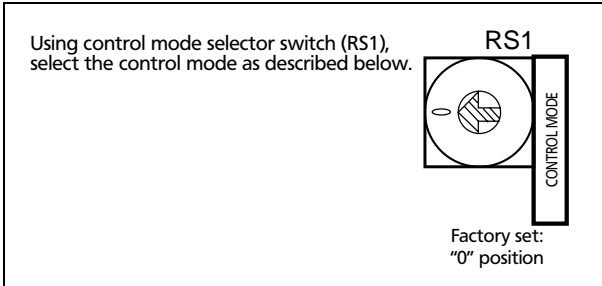 Using control mode selector switch (RS1),
select the control mode as described below.
RS1
0
CONTROL MODE
Factory set:
"0" position